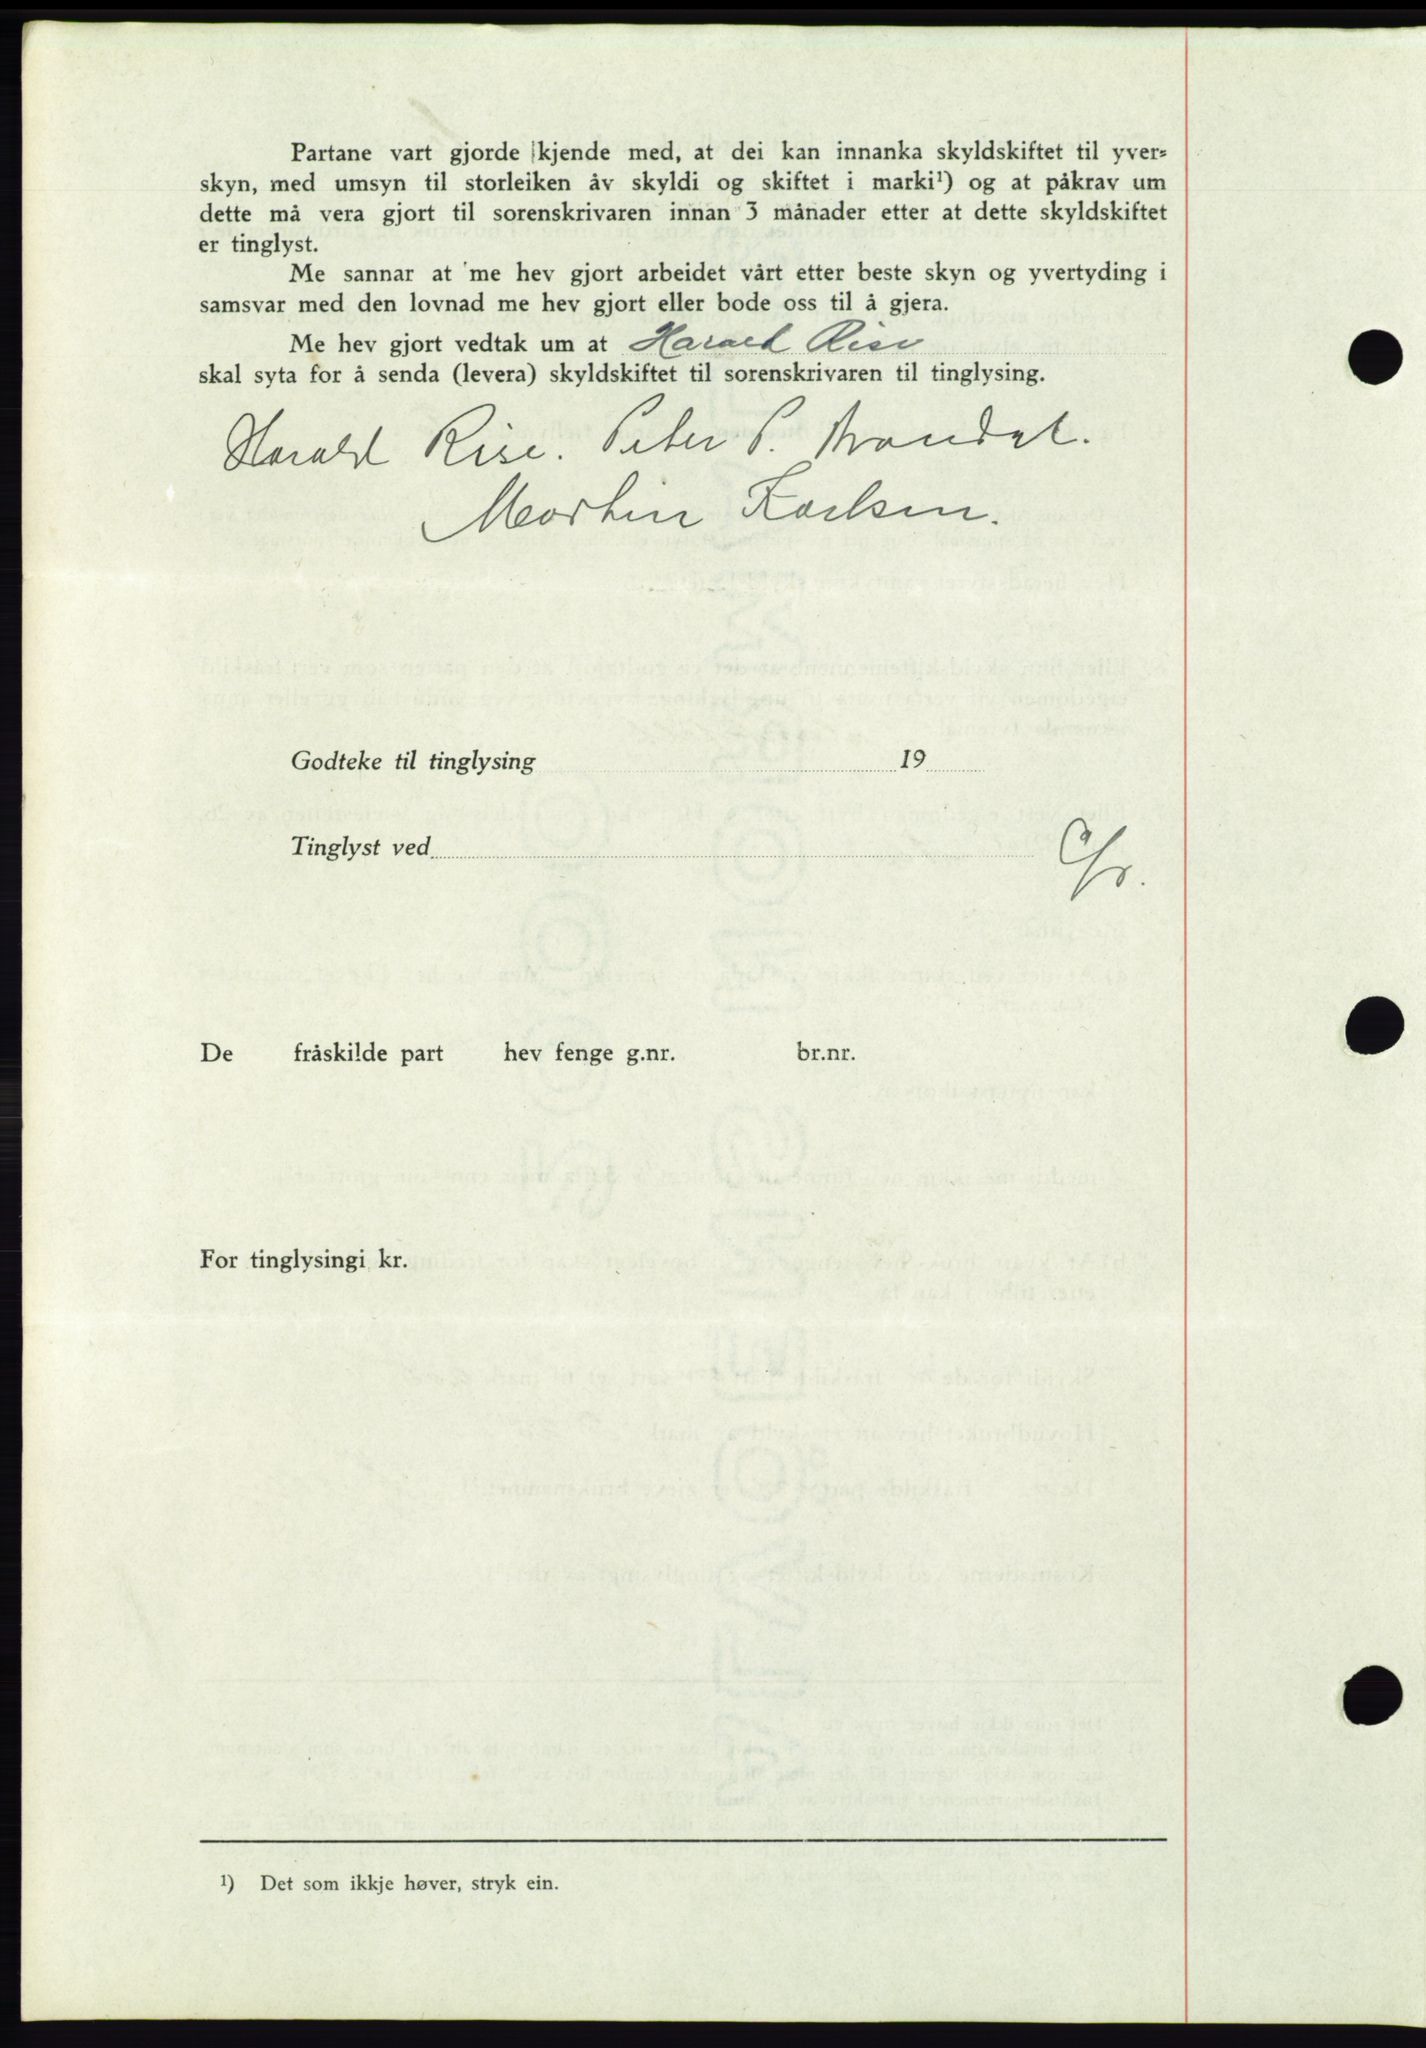 Partane vart gjorde kjende med, at dei kan innanka skyldskiftet til yver=
skyn, med umsyn til storleiken åv skyldi og skiftet i marki¹) og at påkrav um
dette må vera gjort til sorenskrivaren innan 3 månader etter at dette skyldskiftet
er tinglyst.
Me sannar at me hev gjort arbeidet vårt etter beste skyn og yvertyding i
samsvar med den lovnad me hev gjort eller bode oss til å gjera.
Me hev gjort vedtak um at Harald Rise
skal syta for å senda (levera) skyldskiftet til sorenskrivaren til tinglysing.
Harald Rise. Peter P. Brandal.
Martin Karlsen.
Godteke til tinglysing 19
Tinglyst ved
De fråskilde part hev fenge g.nr. br.nr.
For tinglysingi kr.
¹) Det som ikkje høver, stryk ein.